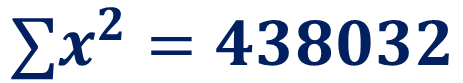 ∑x² = 438032